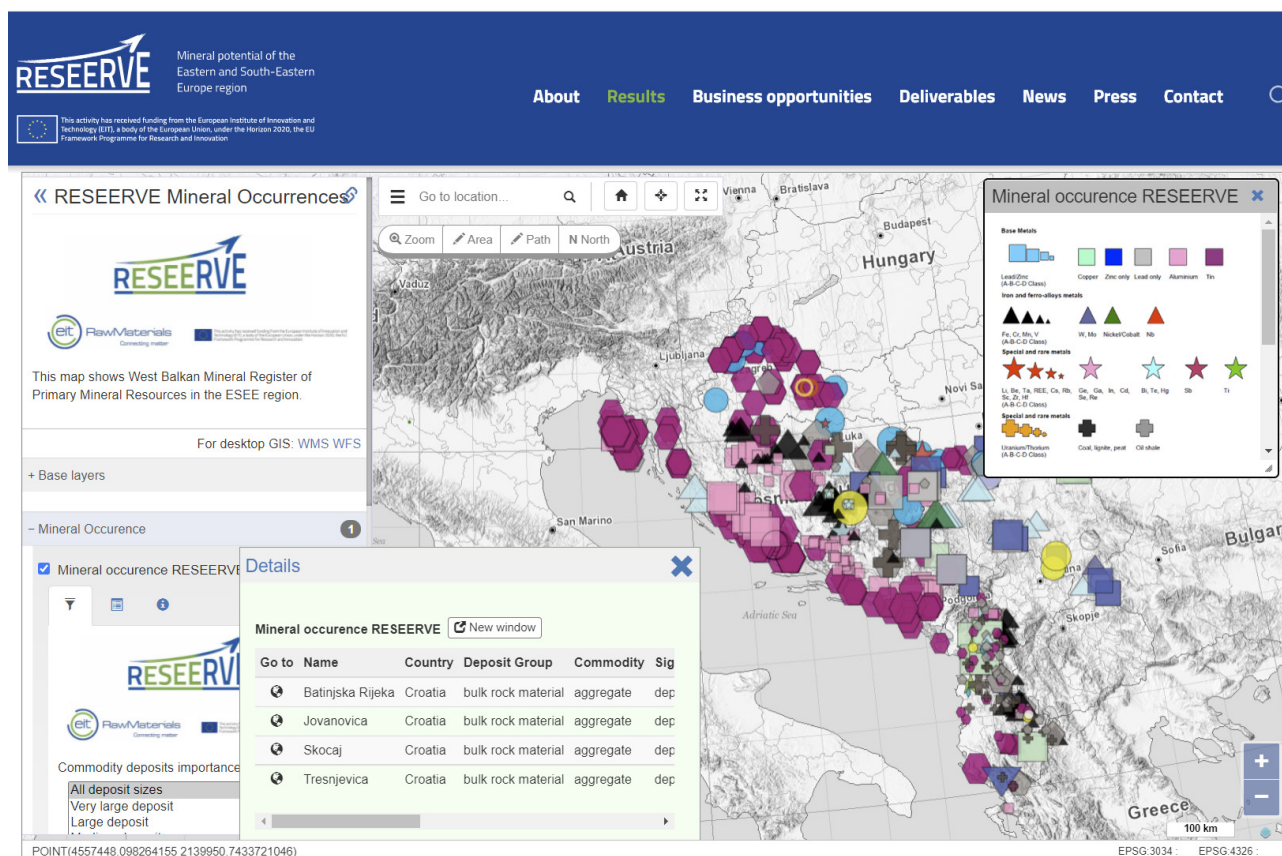 RESEERVE
Mineral potential of the
Eastern and South-Eastern
Europe region
This activity has received funding from the European Institute of Innovation and
Technology (EIT), a body of the European Union, under the Horizon 2020, the EU
Framework Programme for Research and Innovation
About Results Business opportunities Deliverables News Press Contact
« RESEERVE Mineral Occurrences
RESEERVE
eit RawMaterials
Connecting matter
This map shows West Balkan Mineral Register of
Primary Mineral Resources in the ESEE region.
For desktop GIS: WMS WFS
+ Base layers
− Mineral Occurence 1
Mineral occurence RESEERVE
RESEERV
eit RawMaterials
Connecting matter
Commodity deposits importance
All deposit sizes
Very large deposit
Large deposit
Go to location...
Zoom Area Path N North
Vienna
Bratislava
Budapest
Hungary
Austria
Vaduz
Ljubljana
Novi Sa
San Marino
Adriatic Sea
Sofia
Bulgar
Skopje
Greece
100 km
+
−
Mineral occurence RESEERVE ×
Base Metals
Lead/Zinc
(A-B-C-D Class)
Copper Zinc only Lead only Aluminium Tin
Iron and ferro-alloys metals
Fe, Cr, Mn, V
(A-B-C-D Class)
W, Mo Nickel/Cobalt Nb
Special and rare metals
Li, Be, Ta, REE, Cs, Rb,
Sc, Zr, Hf
(A-B-C-D Class)
Ge, Ga, In, Cd,
Se, Re
Bi, Te, Hg Sb Ti
Special and rare metals
Uranium/Thorium
(A-B-C-D Class)
Coal, lignite, peat Oil shale
Details
Mineral occurence RESEERVE New window
Go to Name Country Deposit Group Commodity Sig
Batinjska Rijeka Croatia bulk rock material aggregate dep
Jovanovica Croatia bulk rock material aggregate dep
Skocaj Croatia bulk rock material aggregate dep
Tresnjevica Croatia bulk rock material aggregate dep
POINT(4557448.098264155 2139950.7433721046)
EPSG:3034 : EPSG:4326 :